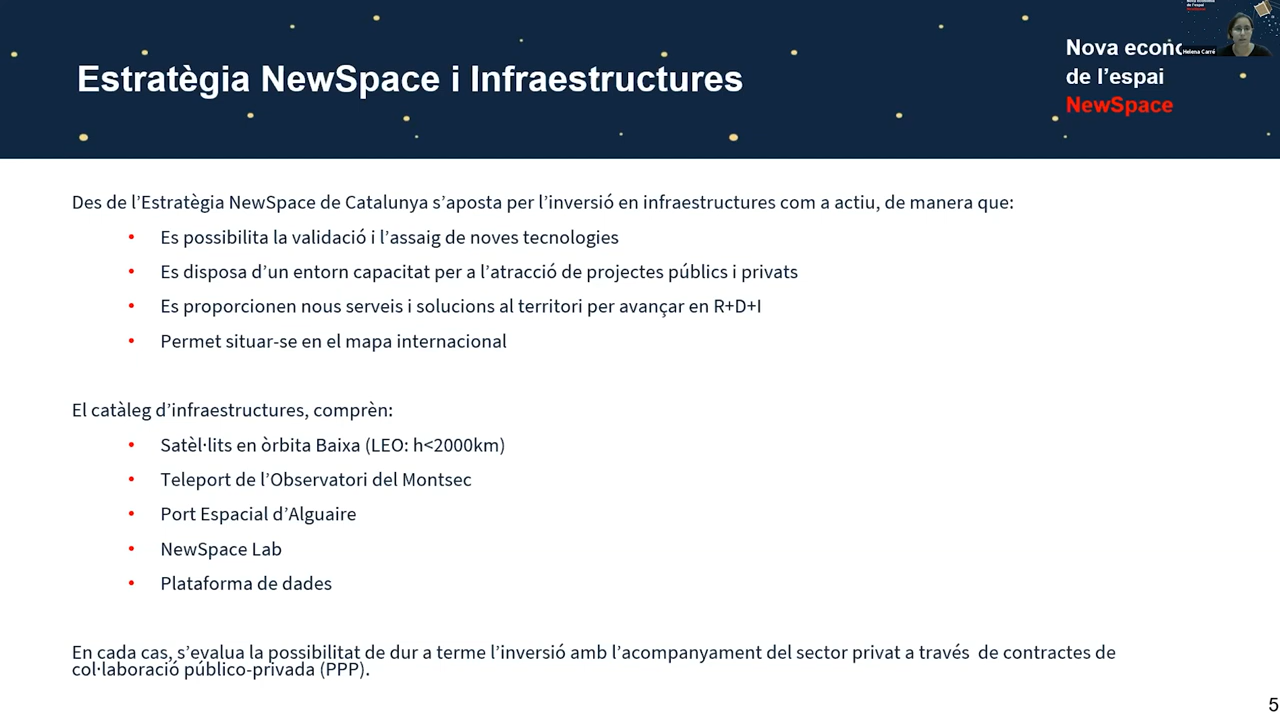 Estratègia NewSpace i Infraestructures
Nova econo
de l’espai
NewSpace
Helena Carré
Des de l’Estratègia NewSpace de Catalunya s’aposta per l’inversió en infraestructures com a actiu, de manera que:
• Es possibilita la validació i l’assaig de noves tecnologies
• Es disposa d’un entorn capacitat per a l’atracció de projectes públics i privats
• Es proporcionen nous serveis i solucions al territori per avançar en R+D+I
• Permet situar-se en el mapa internacional
El catàleg d’infraestructures, comprèn:
• Satèl·lits en òrbita Baixa (LEO: h<2000km)
• Teleport de l’Observatori del Montsec
• Port Espacial d’Alguaire
• NewSpace Lab
• Plataforma de dades
En cada cas, s’evalua la possibilitat de dur a terme l’inversió amb l’acompanyament del sector privat a través  de contractes de
col·laboració público-privada (PPP).
5